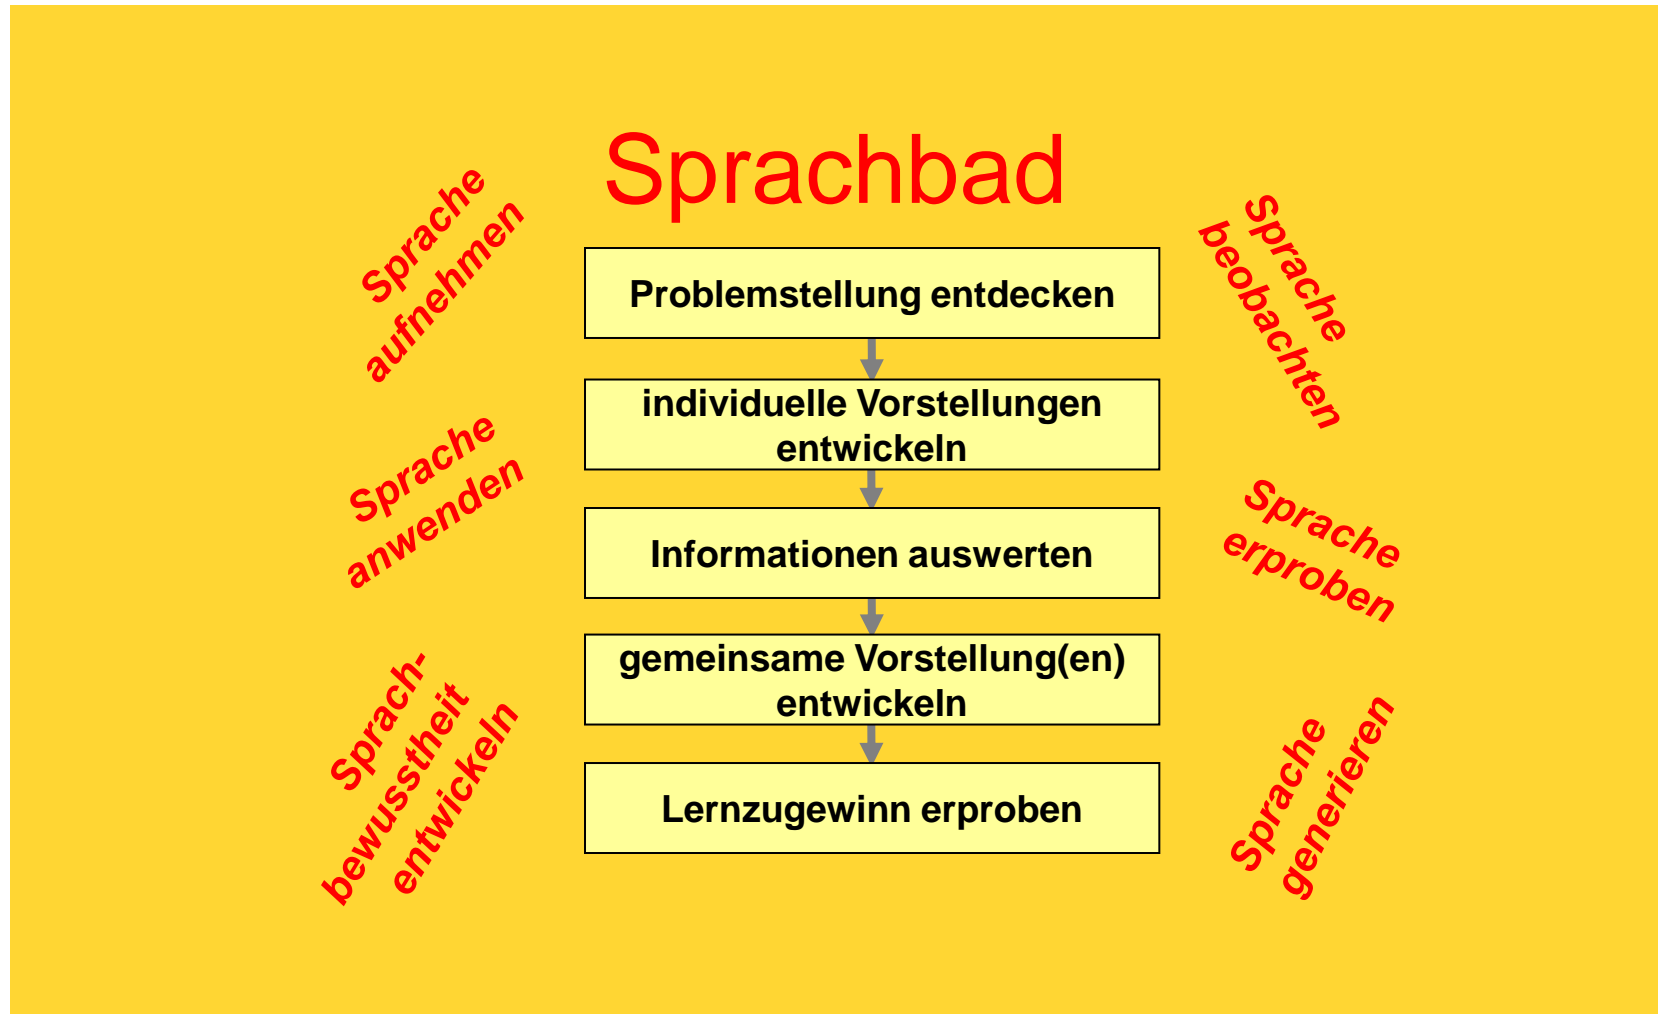 Sprachbad
Sprache
aufnehmen
Sprache
beobachten
Problemstellung entdecken
individuelle Vorstellungen
entwickeln
Sprache
anwenden
Informationen auswerten
Sprache
erproben
gemeinsame Vorstellung(en)
entwickeln
Sprach-
bewusstheit
entwickeln
Lernzugewinn erproben
Sprache
generieren